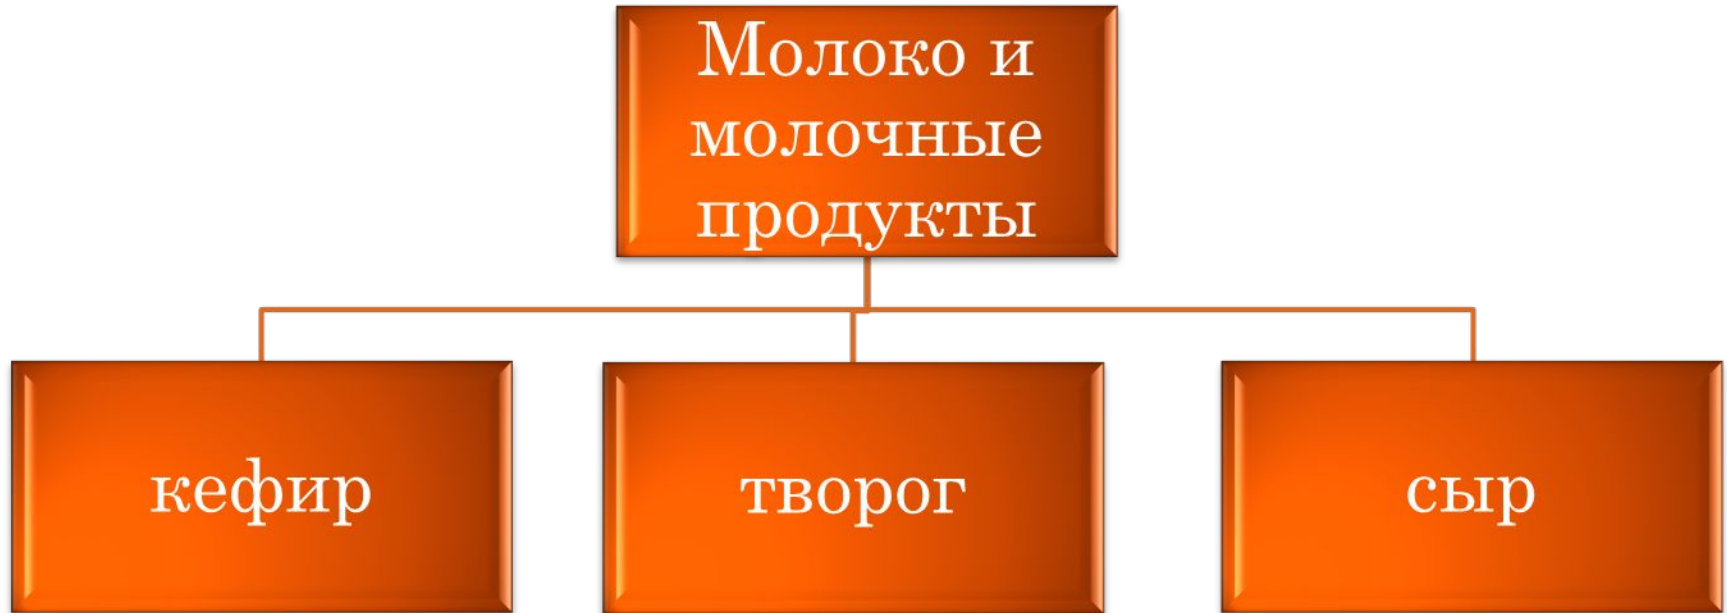 Молоко и
молочные
продукты
кефир
творог
сыр